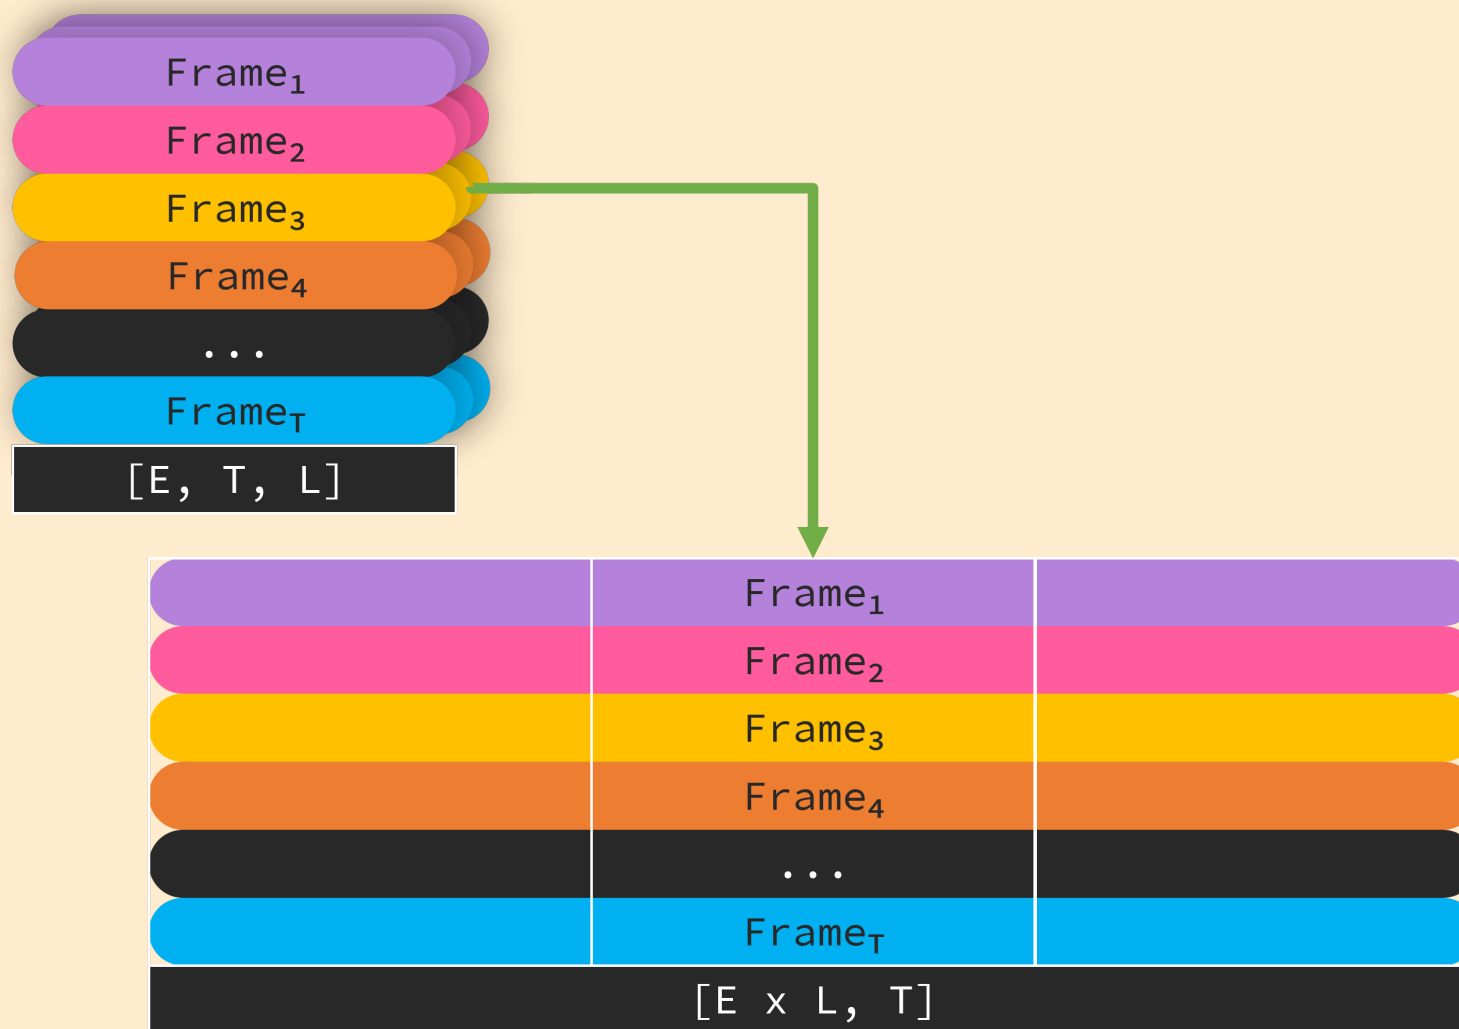 Frame₁
Frame₂
Frame₃
Frame₄
...
Frame_T
[E, T, L]
Frame₁
Frame₂
Frame₃
Frame₄
...
Frame_T
[E x L, T]